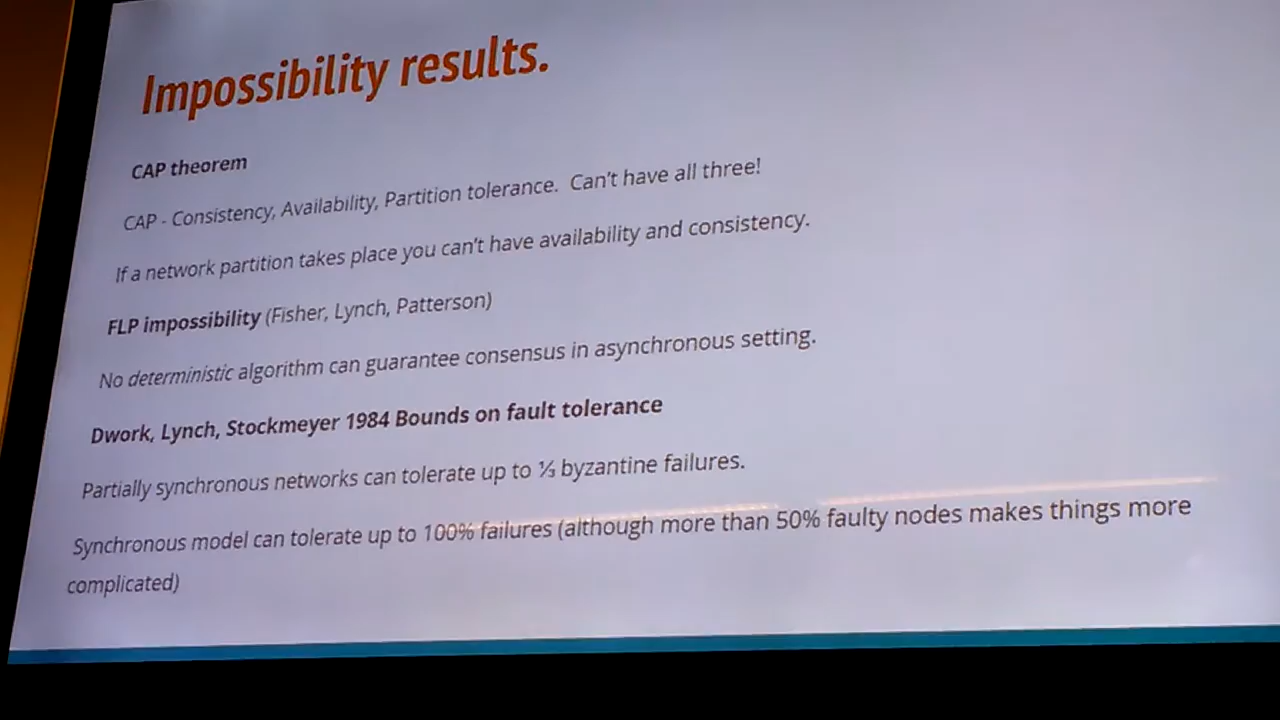 Impossibility results.
CAP theorem
CAP - Consistency, Availability, Partition tolerance. Can't have all three!
If a network partition takes place you can't have availability and consistency.
FLP impossibility (Fisher, Lynch, Patterson)
No deterministic algorithm can guarantee consensus in asynchronous setting.
Dwork, Lynch, Stockmeyer 1984 Bounds on fault tolerance
Partially synchronous networks can tolerate up to ⅓ byzantine failures.
Synchronous model can tolerate up to 100% failures (although more than 50% faulty nodes makes things more
complicated)